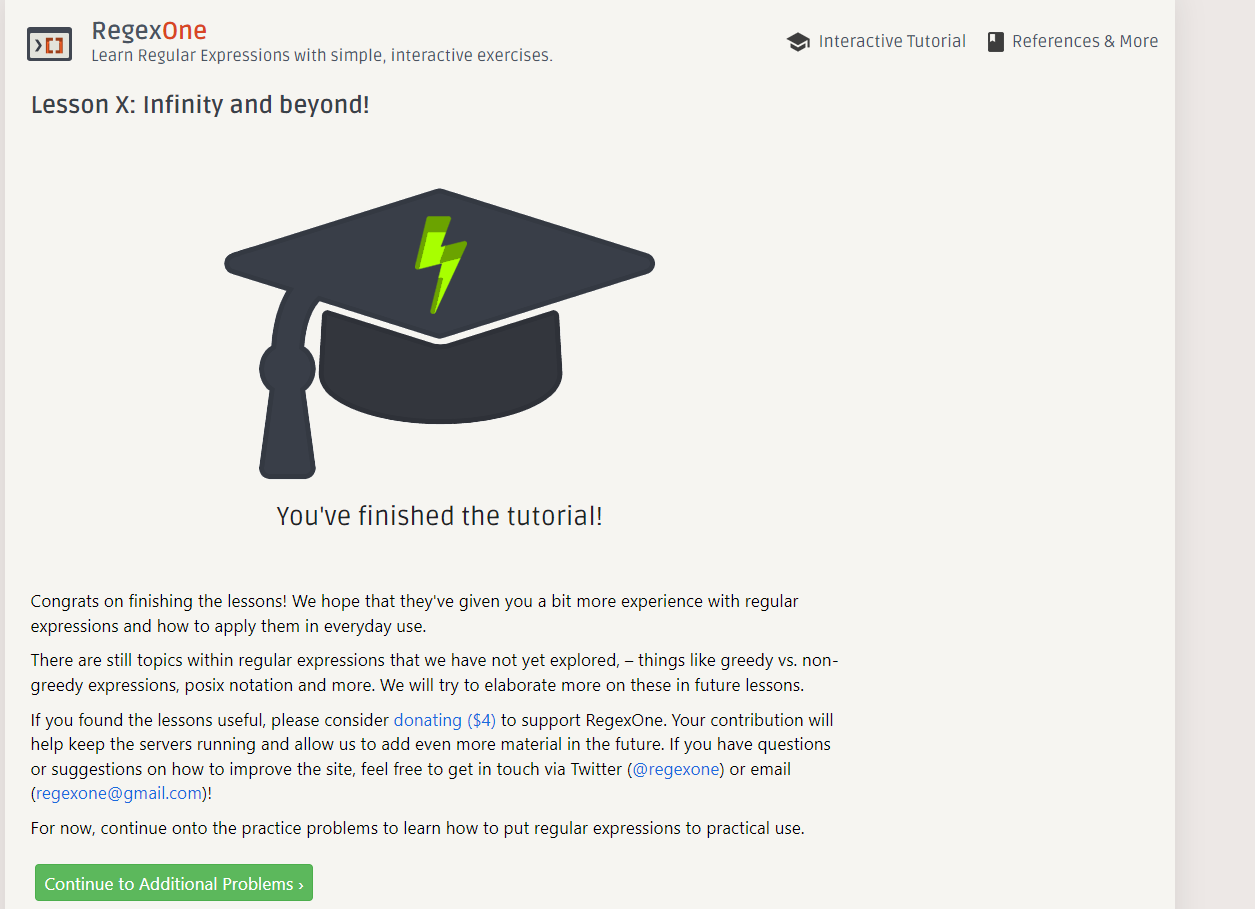 RegexOne
Learn Regular Expressions with simple, interactive exercises.
Interactive Tutorial
References & More
Lesson X: Infinity and beyond!
You've finished the tutorial!
Congrats on finishing the lessons! We hope that they've given you a bit more experience with regular
expressions and how to apply them in everyday use.
There are still topics within regular expressions that we have not yet explored, – things like greedy vs. non-
greedy expressions, posix notation and more. We will try to elaborate more on these in future lessons.
If you found the lessons useful, please consider donating ($4) to support RegexOne. Your contribution will
help keep the servers running and allow us to add even more material in the future. If you have questions
or suggestions on how to improve the site, feel free to get in touch via Twitter (@regexone) or email
(regexone@gmail.com)!
For now, continue onto the practice problems to learn how to put regular expressions to practical use.
Continue to Additional Problems ›